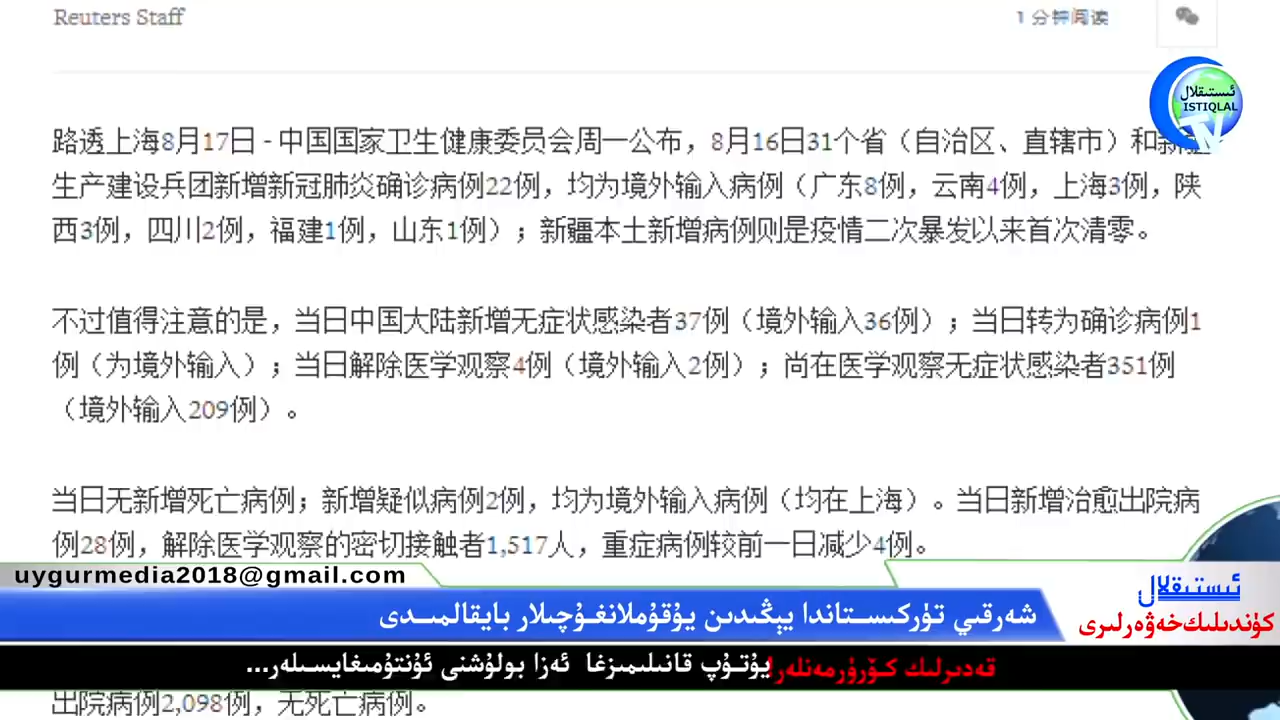 Reuters Staff
1 分钟阅读
ئىستىقلال
ISTIQLAL
TV
路透上海8月17日 - 中国国家卫生健康委员会周一公布，8月16日31个省（自治区、直辖市）和新疆
生产建设兵团新增新冠肺炎确诊病例22例，均为境外输入病例（广东8例，云南4例，上海3例，陕
西3例，四川2例，福建1例，山东1例）；新疆本土新增病例则是疫情二次暴发以来首次清零。
不过值得注意的是，当日中国大陆新增无症状感染者37例（境外输入36例）；当日转为确诊病例1
例（为境外输入）；当日解除医学观察4例（境外输入2例）；尚在医学观察无症状感染者351例
（境外输入209例）。
当日无新增死亡病例；新增疑似病例2例，均为境外输入病例（均在上海）。当日新增治愈出院病
例28例，解除医学观察的密切接触者1,517人，重症病例较前一日减少4例。
uygurmedia2018@gmail.com
ئىستىقلال
كۈندىلىك خەۋەرلىرى
شەرقىي تۈركىستاندا يېڭىدىن يۇقۇملانغۇچىلار بايقالمىدى
قەدىرلىك كۆرۈرمەنلەر يۇتۇپ قانىلىمىزغا ئەزا بولۇشنى ئۇنتۇمىغايسىلەر...
出院病例2,098例，无死亡病例。